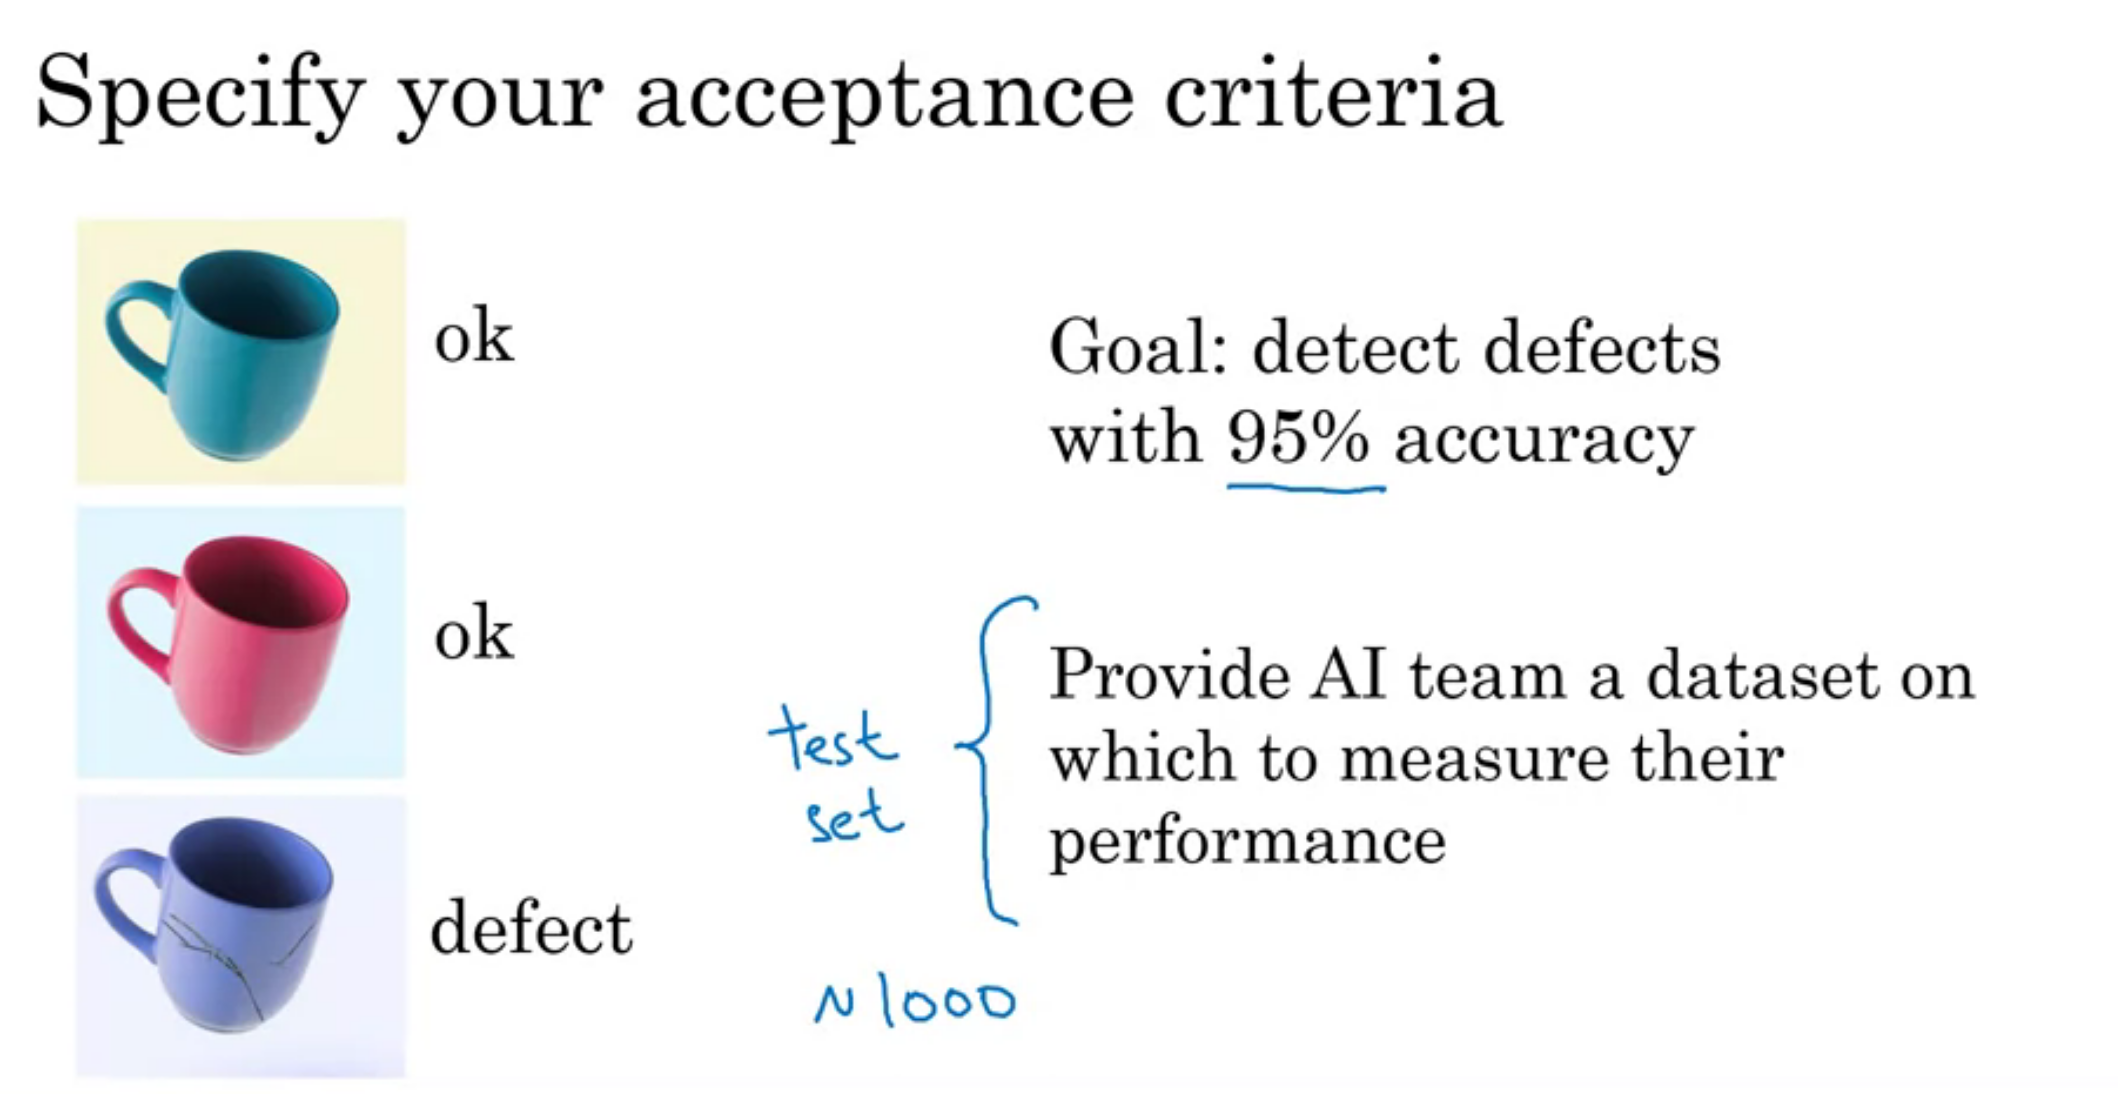 Specify your acceptance criteria
ok
ok
defect
Goal: detect defects
with 95% accuracy
test
set
Provide AI team a dataset on
which to measure their
performance
~1000